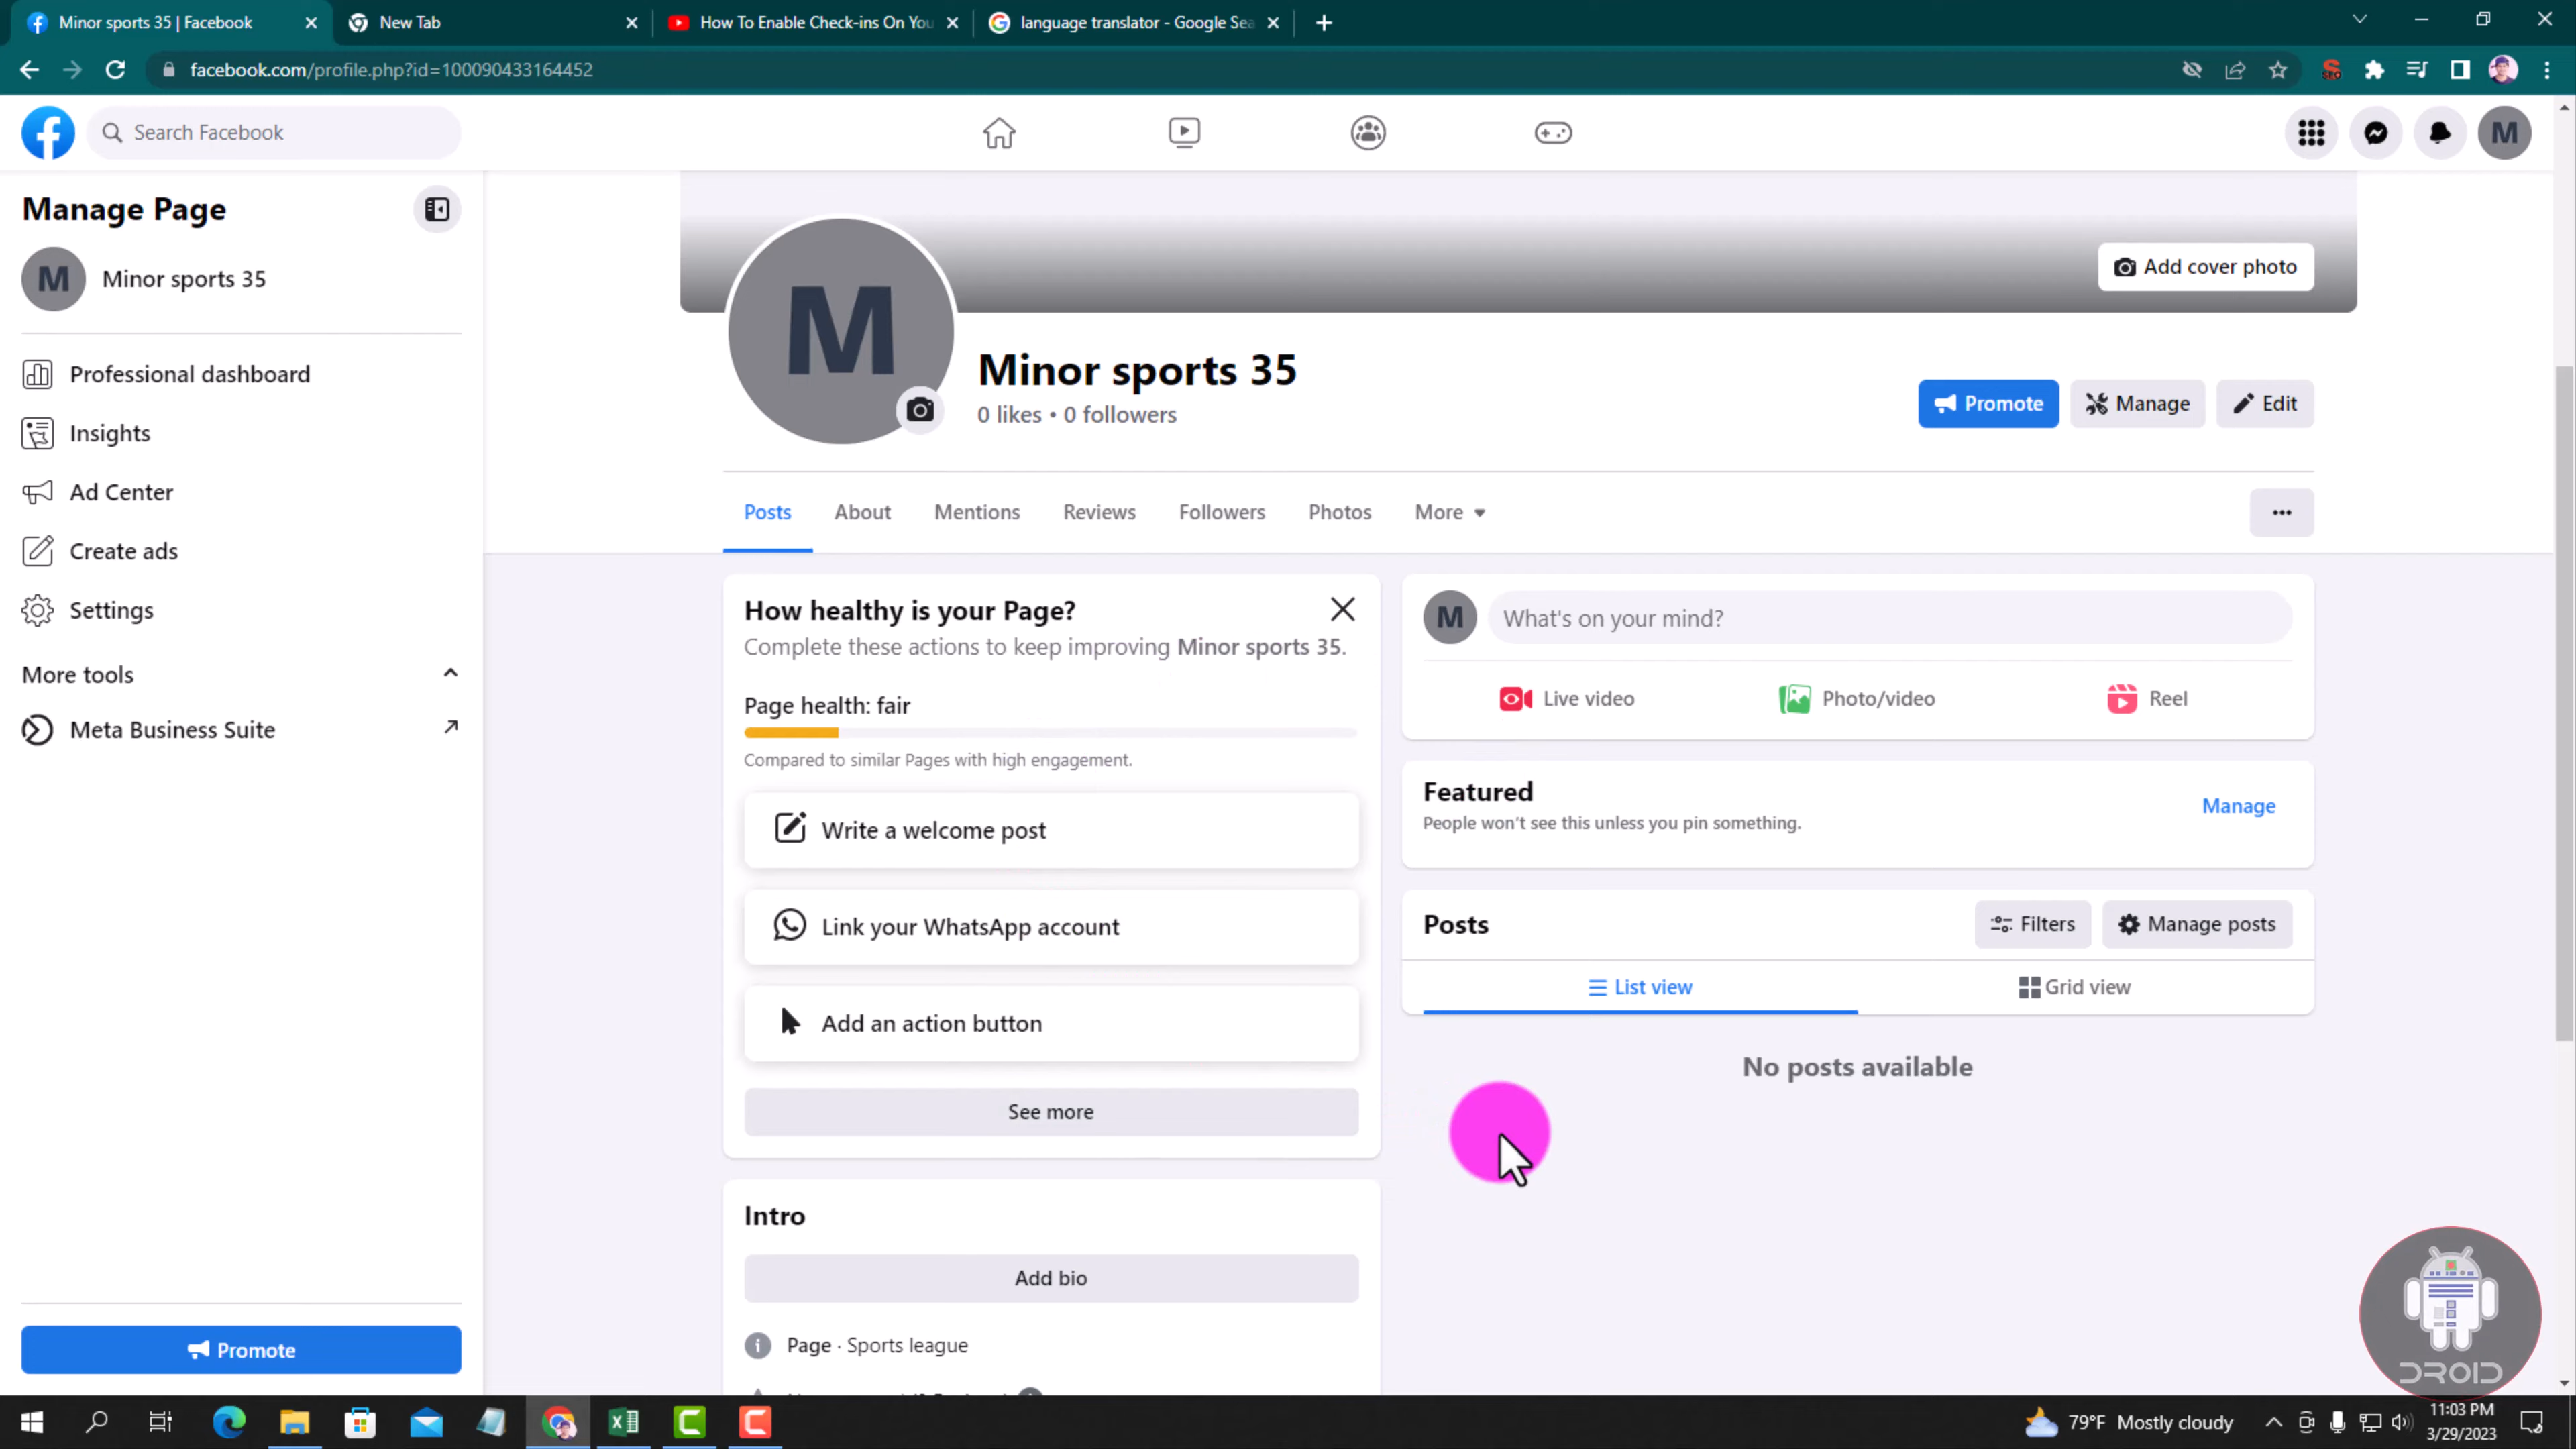 Minor sports 35 | Facebook
New Tab
How To Enable Check-ins On You
language translator - Google Sea
facebook.com/profile.php?id=100090433164452
Search Facebook
M
Manage Page
M Minor sports 35
Professional dashboard
Insights
Ad Center
Create ads
Settings
More tools
Meta Business Suite
Promote
Add cover photo
M
Minor sports 35
0 likes • 0 followers
Promote
Manage
Edit
Posts About Mentions Reviews Followers Photos More
How healthy is your Page?
Complete these actions to keep improving Minor sports 35.
Page health: fair
Compared to similar Pages with high engagement.
Write a welcome post
Link your WhatsApp account
Add an action button
See more
Intro
Add bio
Page · Sports league
M What's on your mind?
Live video Photo/video Reel
Featured
People won't see this unless you pin something.
Manage
Posts
Filters
Manage posts
List view
Grid view
No posts available
DROID
79°F Mostly cloudy
11:03 PM
3/29/2023